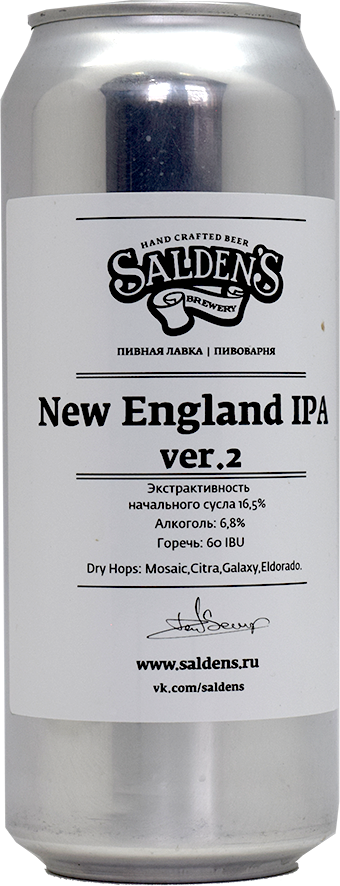 HAND CRAFTED BEER
SALDEN'S
BREWERY
ПИВНАЯ ЛАВКА | ПИВОВАРНЯ
New England IPA
ver.2
Экстрактивность
начального сусла 16,5%
Алкоголь: 6,8%
Горечь: 60 IBU
Dry Hops: Mosaic,Citra,Galaxy,Eldorado.
www.saldens.ru
vk.com/saldens